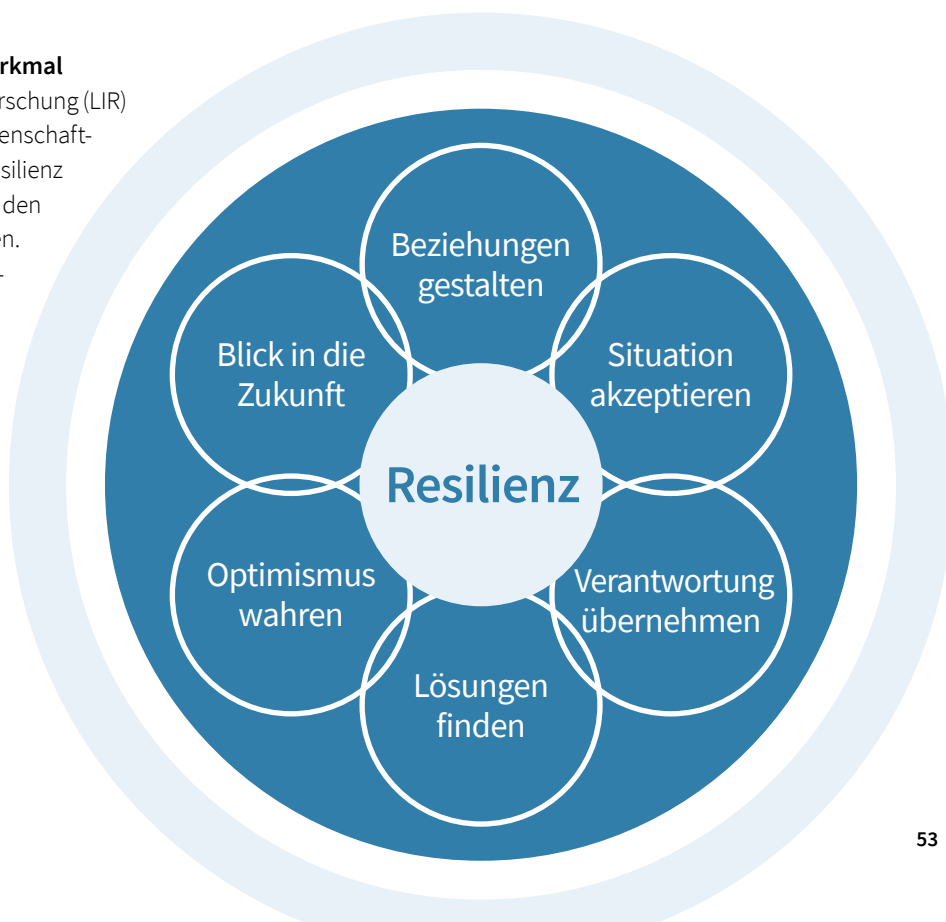 rkmal
rschung (LIR)
enschaft-
silienz
den
n.
-
Beziehungen
gestalten
Blick in die
Zukunft
Situation
akzeptieren
Resilienz
Optimismus
wahren
Verantwortung
übernehmen
Lösungen
finden
53